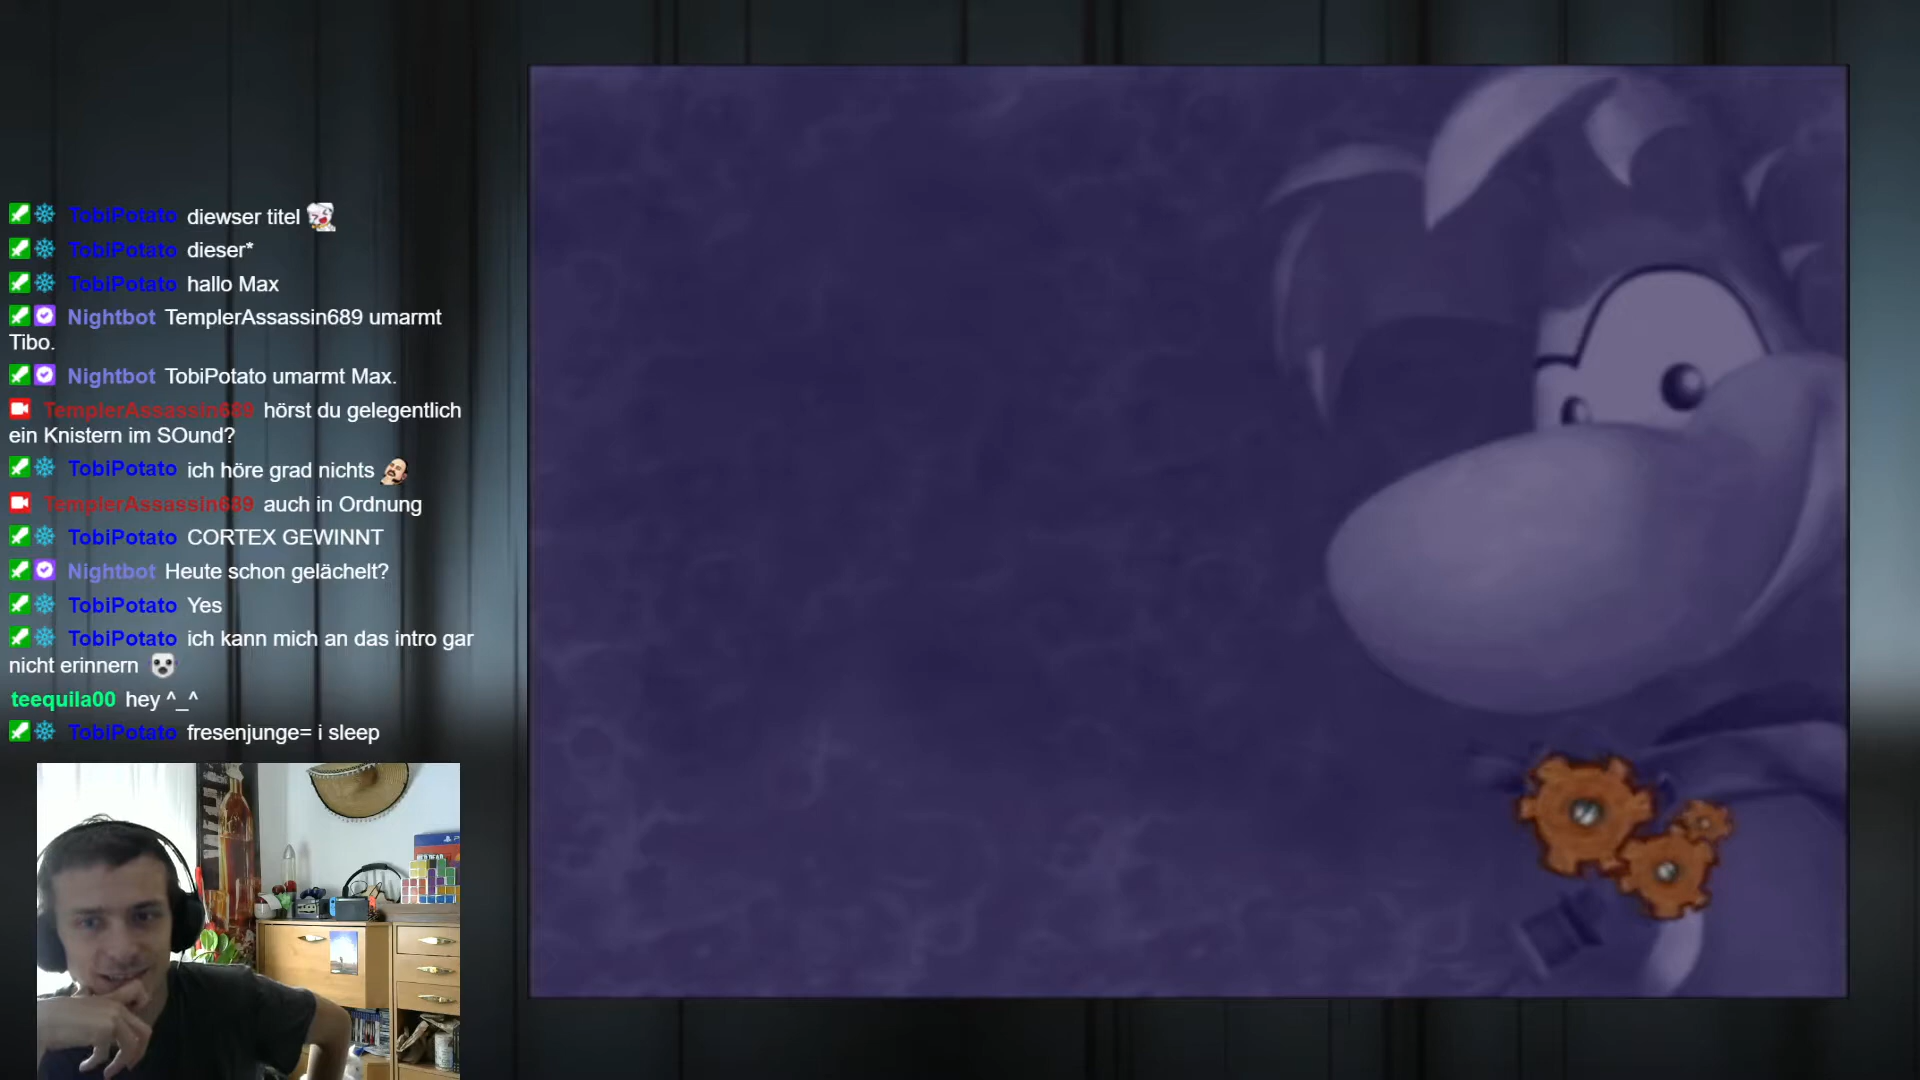 TobiPotato diewser titel
TobiPotato dieser*
TobiPotato hallo Max
Nightbot TemplerAssassin689 umarmt
Tibo.
Nightbot TobiPotato umarmt Max.
TemplerAssassin689 hörst du gelegentlich
ein Knistern im SOund?
TobiPotato ich höre grad nichts
TemplerAssassin689 auch in Ordnung
TobiPotato CORTEX GEWINNT
Nightbot Heute schon gelächelt?
TobiPotato Yes
TobiPotato ich kann mich an das intro gar
nicht erinnern
teequila00 hey ^_^
TobiPotato fresenjunge= i sleep